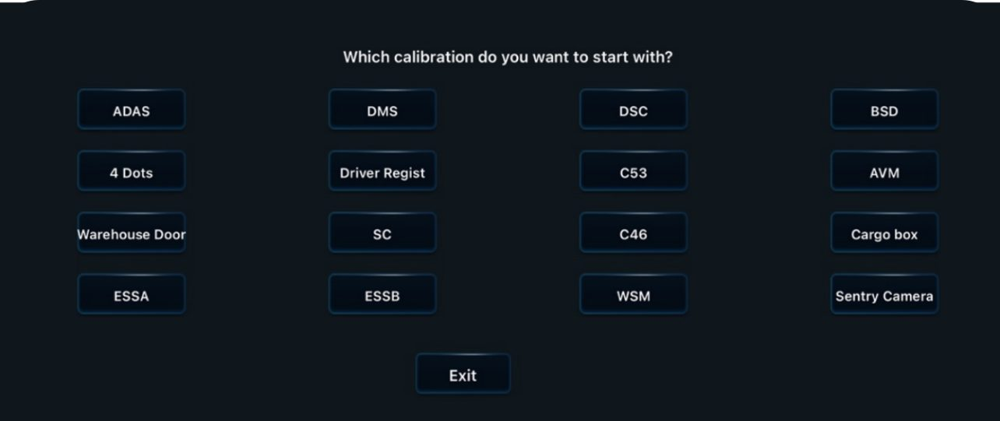 Which calibration do you want to start with?
ADAS
DMS
DSC
BSD
4 Dots
Driver Regist
C53
AVM
Warehouse Door
SC
C46
Cargo box
ESSA
ESSB
WSM
Sentry Camera
Exit